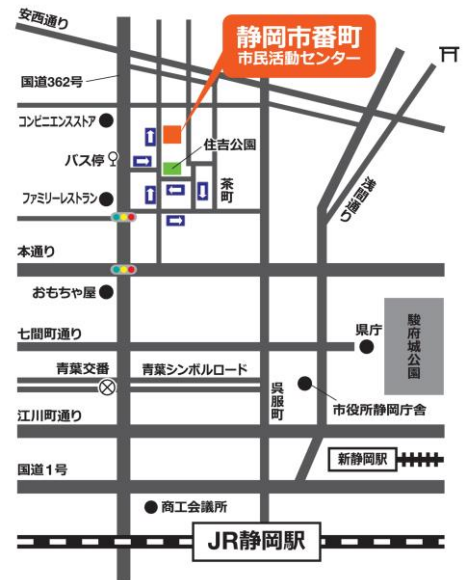 安西通り
静岡市番町
市民活動センター
国道362号
コンビニエンスストア
住吉公園
バス停
茶町
ファミリーレストラン
浅間通り
本通り
おもちゃ屋
七間町通り
県庁
駿府城公園
青葉交番
青葉シンボルロード
呉服町
市役所静岡庁舎
江川町通り
新静岡駅
国道1号
商工会議所
JR静岡駅